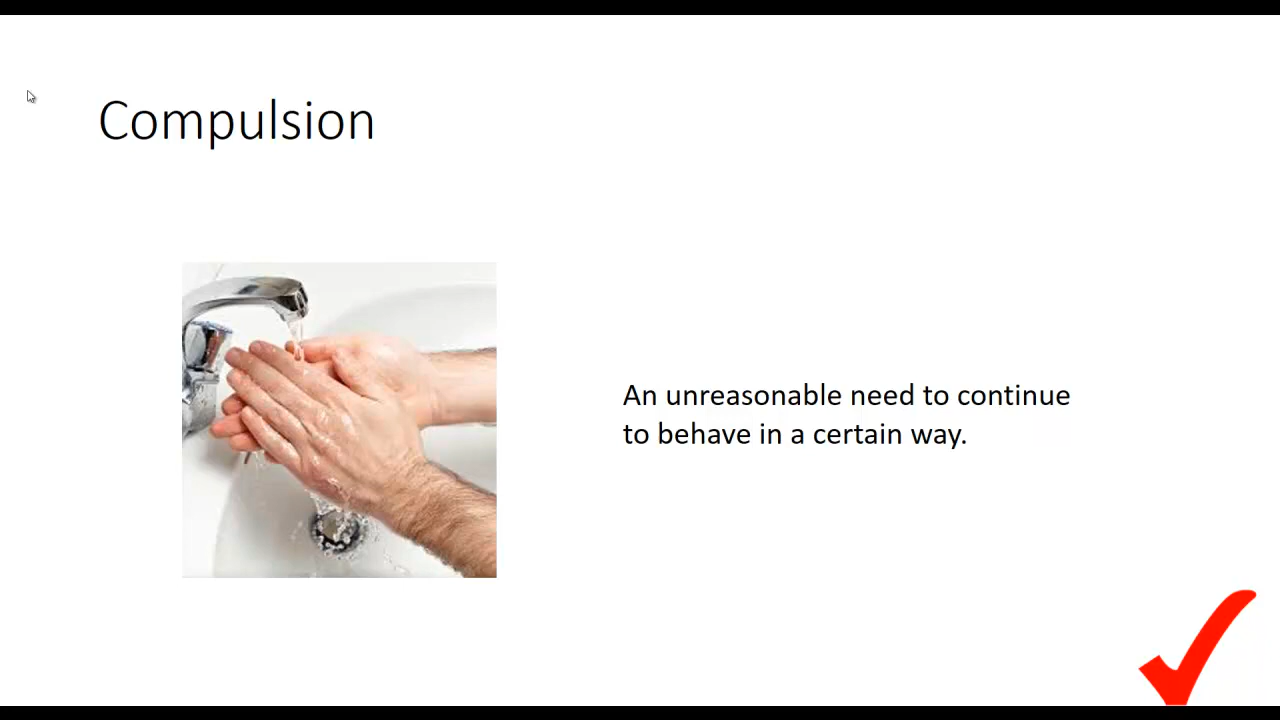 Compulsion
An unreasonable need to continue
to behave in a certain way.